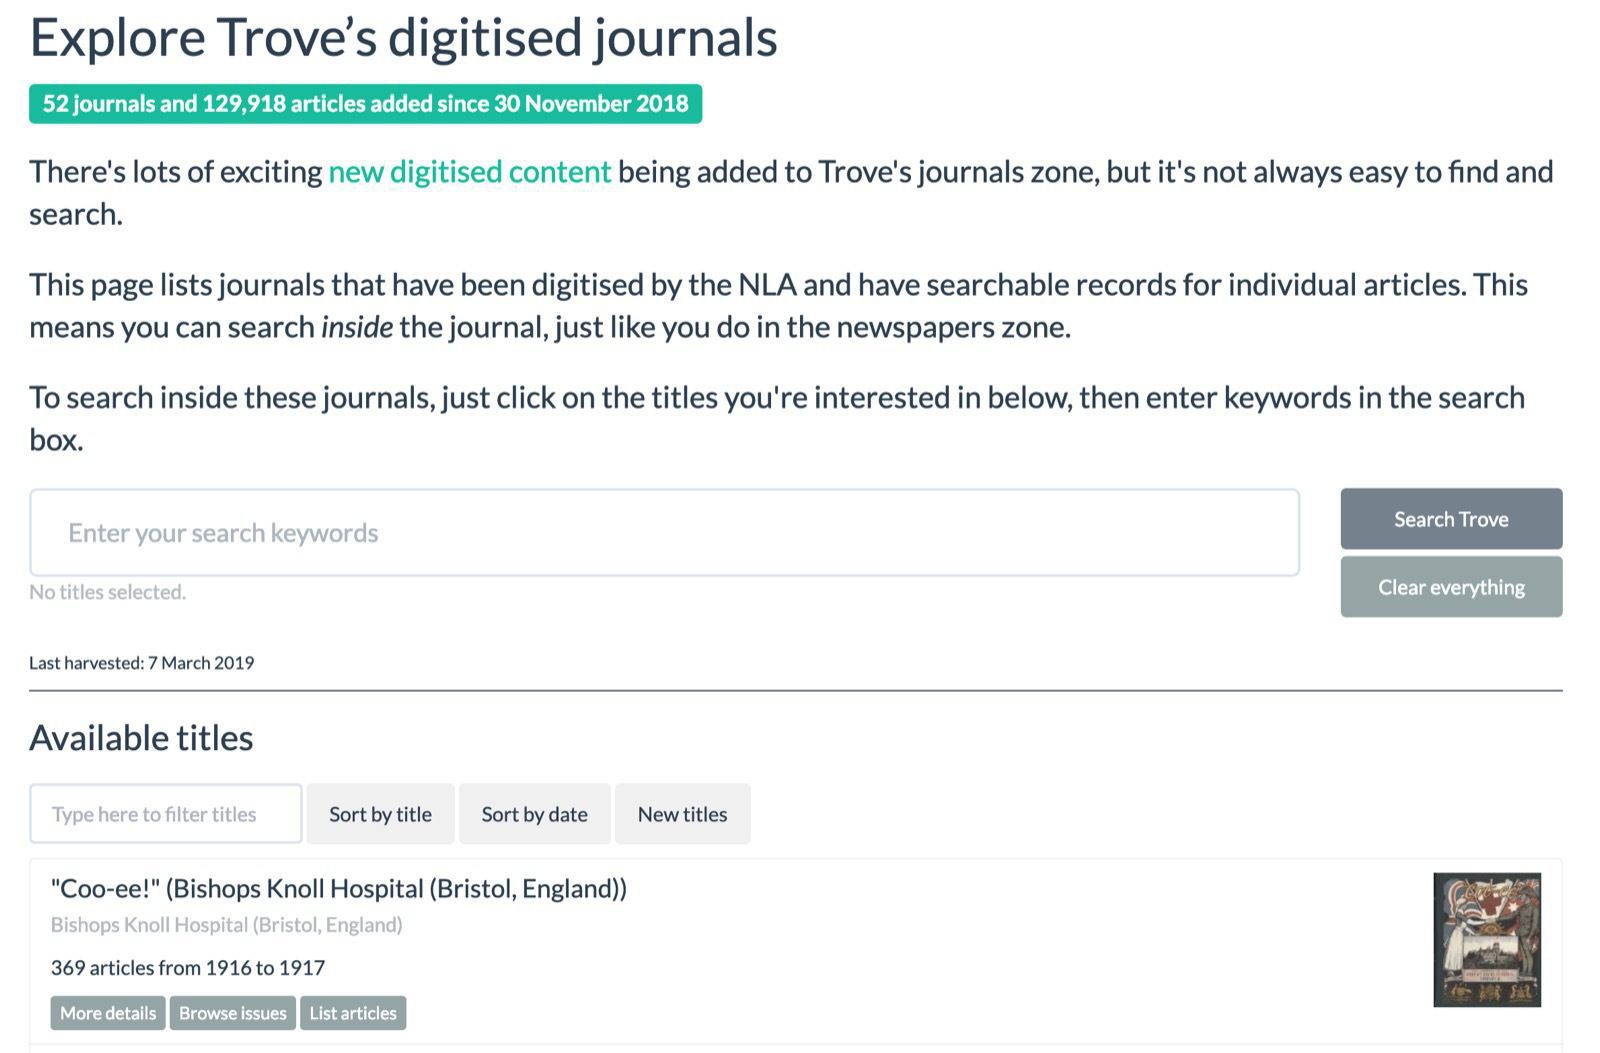 Explore Trove’s digitised journals
52 journals and 129,918 articles added since 30 November 2018
There's lots of exciting new digitised content being added to Trove's journals zone, but it's not always easy to find and
search.
This page lists journals that have been digitised by the NLA and have searchable records for individual articles. This
means you can search inside the journal, just like you do in the newspapers zone.
To search inside these journals, just click on the titles you're interested in below, then enter keywords in the search
box.
Enter your search keywords
Search Trove
Clear everything
No titles selected.
Last harvested: 7 March 2019
Available titles
Type here to filter titles
Sort by title
Sort by date
New titles
"Coo-ee!" (Bishops Knoll Hospital (Bristol, England))
Bishops Knoll Hospital (Bristol, England)
369 articles from 1916 to 1917
More details
Browse issues
List articles